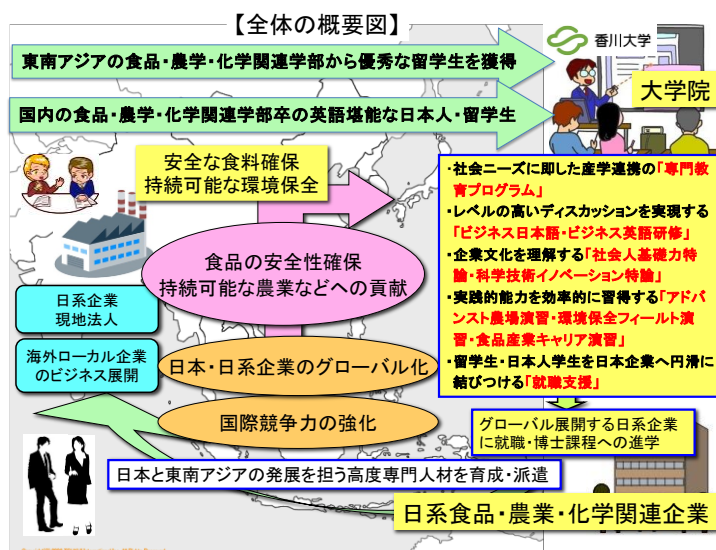 【全体の概要図】
東南アジアの食品・農学・化学関連学部から優秀な留学生を獲得
香川大学
大学院
国内の食品・農学・化学関連学部卒の英語堪能な日本人・留学生
安全な食料確保
持続可能な環境保全
・社会ニーズに即した産学連携の「専門教
育プログラム」
・レベルの高いディスカッションを実現する
「ビジネス日本語・ビジネス英語研修」
・企業文化を理解する「社会人基礎力特
論・科学技術イノベーション特論」
・実践的能力を効率的に習得する「アドバ
ンスト農場演習・環境保全フィールト演
習・食品産業キャリア演習」
・留学生・日本人学生を日本企業へ円滑に
結びつける「就職支援」
食品の安全性確保
持続可能な農業などへの貢献
日系企業
現地法人
海外ローカル企業
のビジネス展開
日本・日系企業のグローバル化
国際競争力の強化
グローバル展開する日系企業
に就職・博士課程への進学
日本と東南アジアの発展を担う高度専門人材を育成・派遣
日系食品・農業・化学関連企業